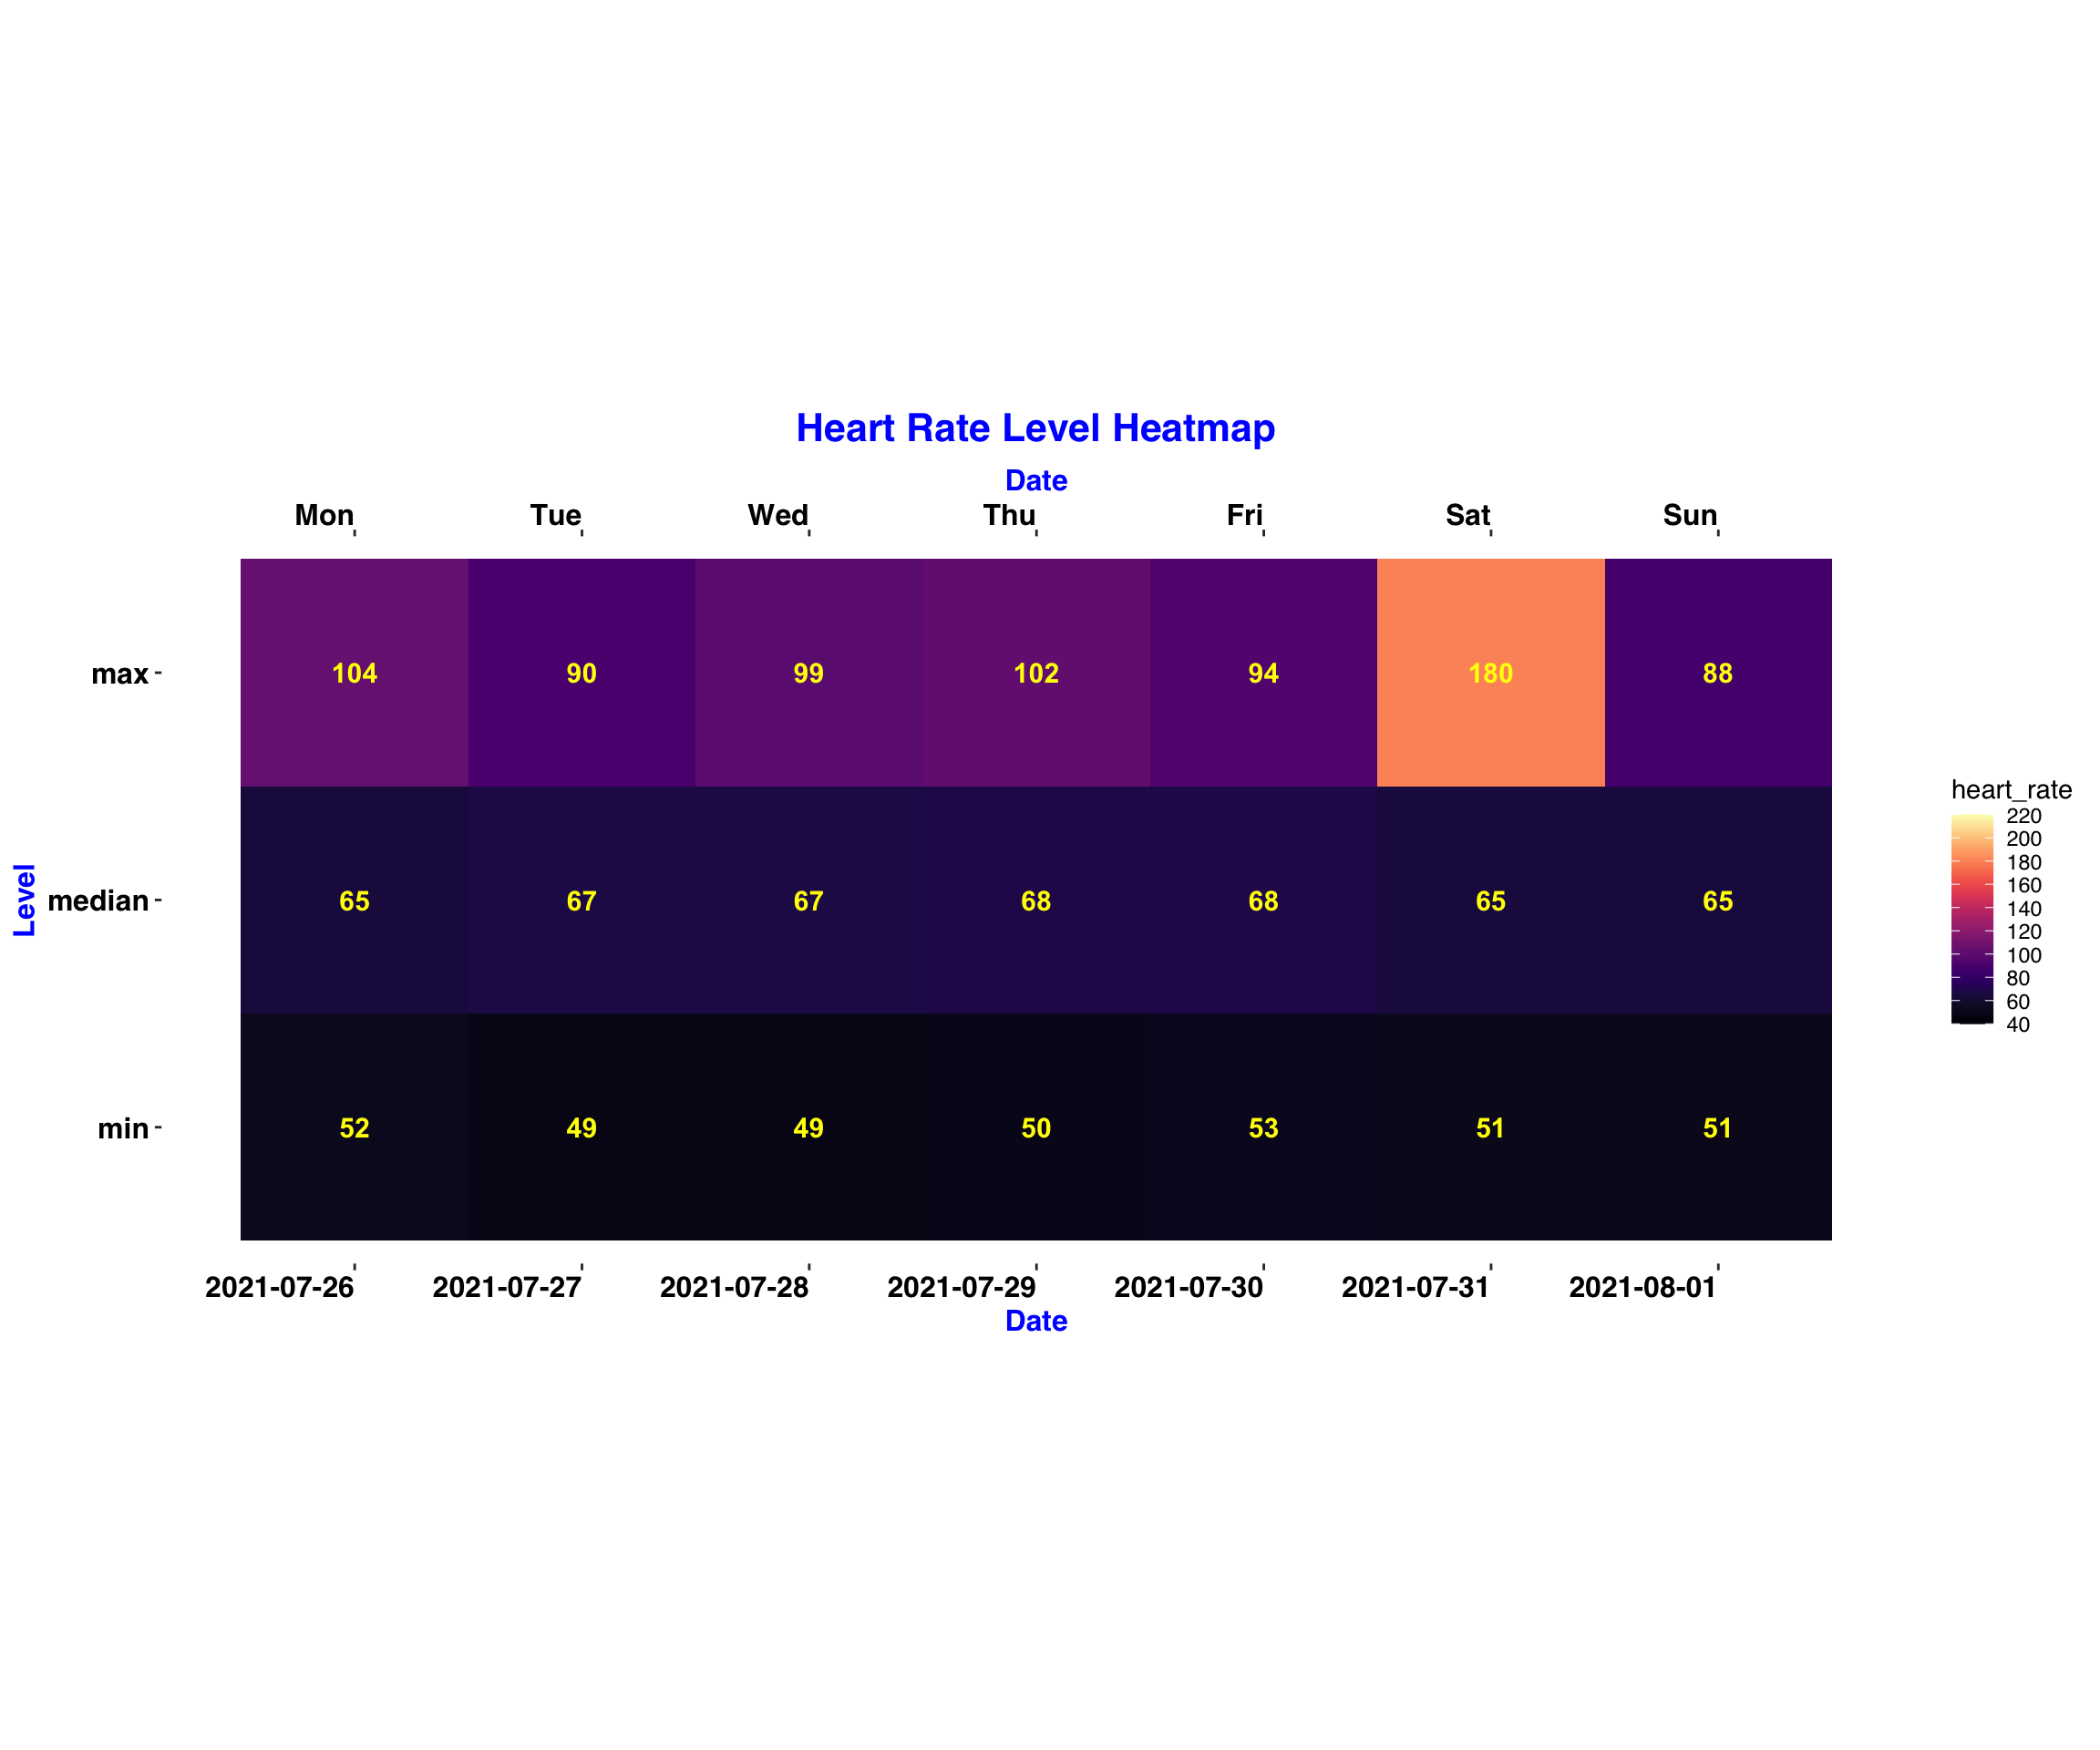 Heart Rate Level Heatmap
Date
Mon Tue Wed Thu Fri Sat Sun
max 104 90 99 102 94 180 88
median 65 67 67 68 68 65 65
min 52 49 49 50 53 51 51
Level
2021-07-26 2021-07-27 2021-07-28 2021-07-29 2021-07-30 2021-07-31 2021-08-01
Date
heart_rate
220
200
180
160
140
120
100
80
60
40